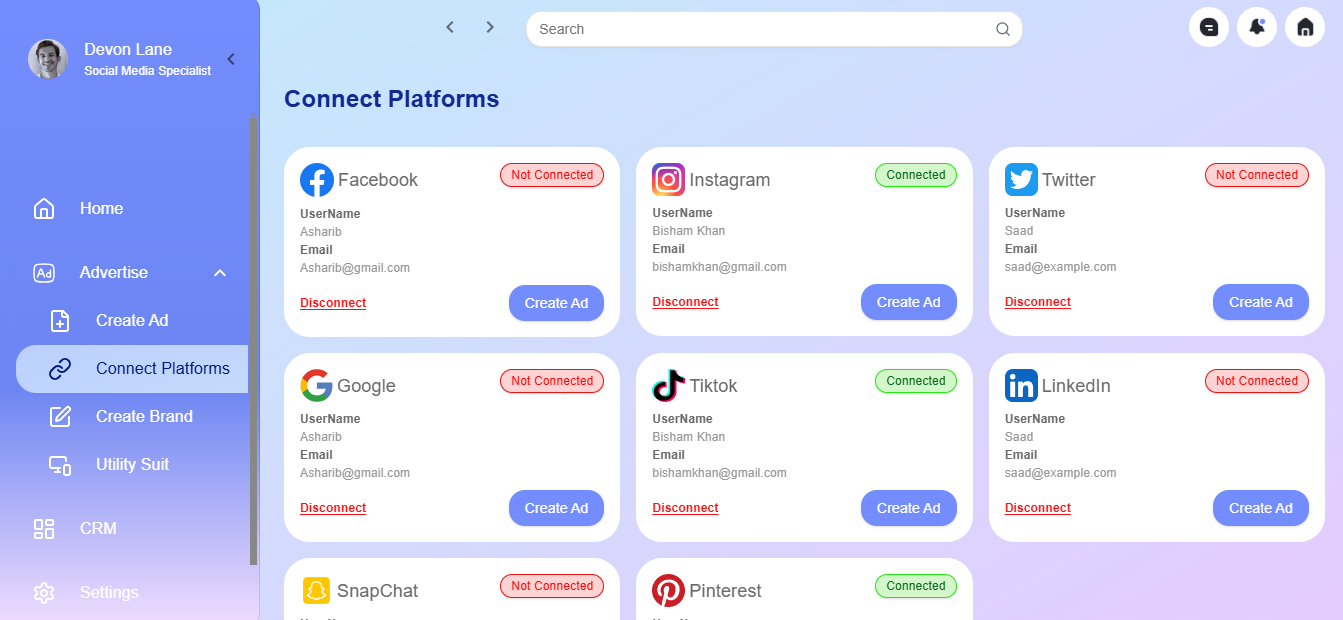 Devon Lane
Social Media Specialist
Home
Ad
Advertise
Create Ad
Connect Platforms
Create Brand
Utility Suit
CRM
Settings
Search
Connect Platforms
Facebook
Not Connected
UserName
Asharib
Email
Asharib@gmail.com
Disconnect
Create Ad
Instagram
Connected
UserName
Bisham Khan
Email
bishamkhan@gmail.com
Disconnect
Create Ad
Twitter
Not Connected
UserName
Saad
Email
saad@example.com
Disconnect
Create Ad
Google
Not Connected
UserName
Asharib
Email
Asharib@gmail.com
Disconnect
Create Ad
Tiktok
Connected
UserName
Bisham Khan
Email
bishamkhan@gmail.com
Disconnect
Create Ad
in
LinkedIn
Not Connected
UserName
Saad
Email
saad@example.com
Disconnect
Create Ad
SnapChat
Not Connected
Pinterest
Connected